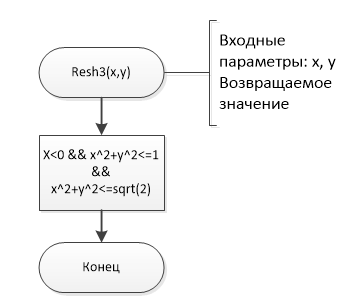 Resh3(x,y)
Входные
параметры: x, y
Возвращаемое
значение
X<0 && x^2+y^2<=1
&&
x^2+y^2<=sqrt(2)
Конец